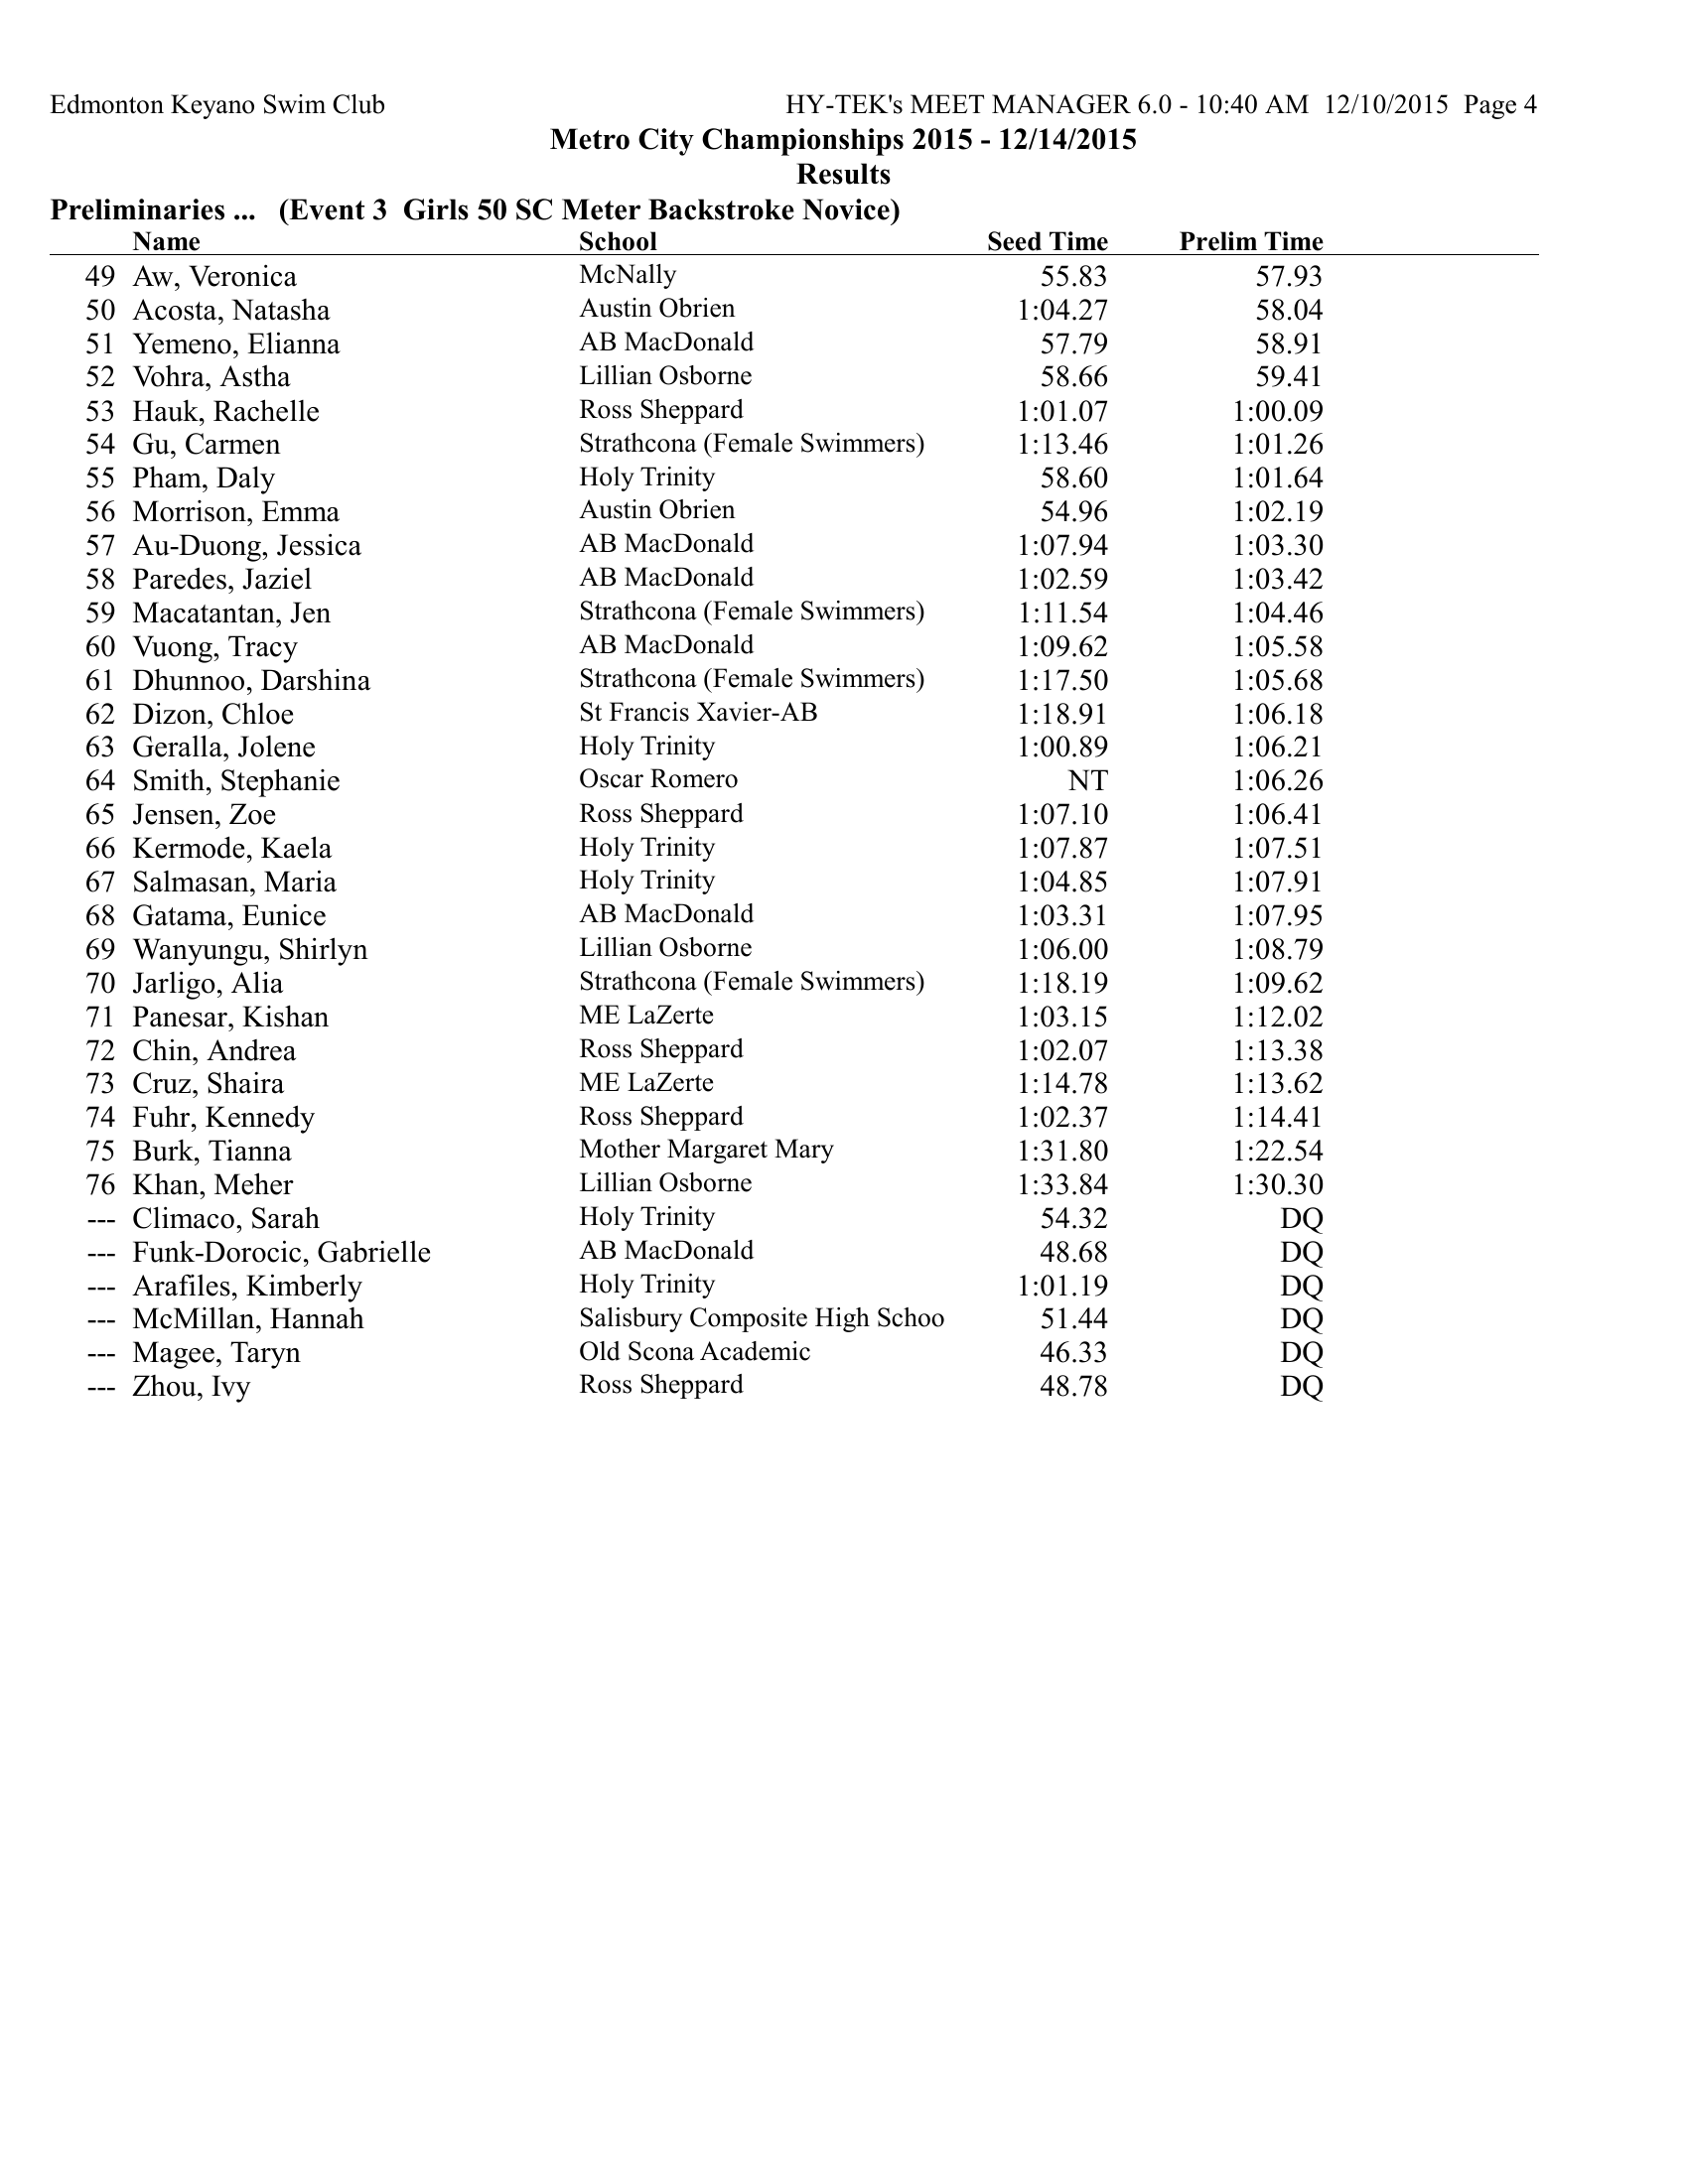 Edmonton Keyano Swim Club HY-TEK's MEET MANAGER 6.0 - 10:40 AM 12/10/2015 Page 4
Metro City Championships 2015 - 12/14/2015
Results
Preliminaries ... (Event 3 Girls 50 SC Meter Backstroke Novice)
Name School Seed Time Prelim Time
49 Aw, Veronica McNally 55.83 57.93
50 Acosta, Natasha Austin Obrien 1:04.27 58.04
51 Yemeno, Elianna AB MacDonald 57.79 58.91
52 Vohra, Astha Lillian Osborne 58.66 59.41
53 Hauk, Rachelle Ross Sheppard 1:01.07 1:00.09
54 Gu, Carmen Strathcona (Female Swimmers) 1:13.46 1:01.26
55 Pham, Daly Holy Trinity 58.60 1:01.64
56 Morrison, Emma Austin Obrien 54.96 1:02.19
57 Au-Duong, Jessica AB MacDonald 1:07.94 1:03.30
58 Paredes, Jaziel AB MacDonald 1:02.59 1:03.42
59 Macatantan, Jen Strathcona (Female Swimmers) 1:11.54 1:04.46
60 Vuong, Tracy AB MacDonald 1:09.62 1:05.58
61 Dhunnoo, Darshina Strathcona (Female Swimmers) 1:17.50 1:05.68
62 Dizon, Chloe St Francis Xavier-AB 1:18.91 1:06.18
63 Geralla, Jolene Holy Trinity 1:00.89 1:06.21
64 Smith, Stephanie Oscar Romero NT 1:06.26
65 Jensen, Zoe Ross Sheppard 1:07.10 1:06.41
66 Kermode, Kaela Holy Trinity 1:07.87 1:07.51
67 Salmasan, Maria Holy Trinity 1:04.85 1:07.91
68 Gatama, Eunice AB MacDonald 1:03.31 1:07.95
69 Wanyungu, Shirlyn Lillian Osborne 1:06.00 1:08.79
70 Jarligo, Alia Strathcona (Female Swimmers) 1:18.19 1:09.62
71 Panesar, Kishan ME LaZerte 1:03.15 1:12.02
72 Chin, Andrea Ross Sheppard 1:02.07 1:13.38
73 Cruz, Shaira ME LaZerte 1:14.78 1:13.62
74 Fuhr, Kennedy Ross Sheppard 1:02.37 1:14.41
75 Burk, Tianna Mother Margaret Mary 1:31.80 1:22.54
76 Khan, Meher Lillian Osborne 1:33.84 1:30.30
--- Climaco, Sarah Holy Trinity 54.32 DQ
--- Funk-Dorocic, Gabrielle AB MacDonald 48.68 DQ
--- Arafiles, Kimberly Holy Trinity 1:01.19 DQ
--- McMillan, Hannah Salisbury Composite High Schoo 51.44 DQ
--- Magee, Taryn Old Scona Academic 46.33 DQ
--- Zhou, Ivy Ross Sheppard 48.78 DQ